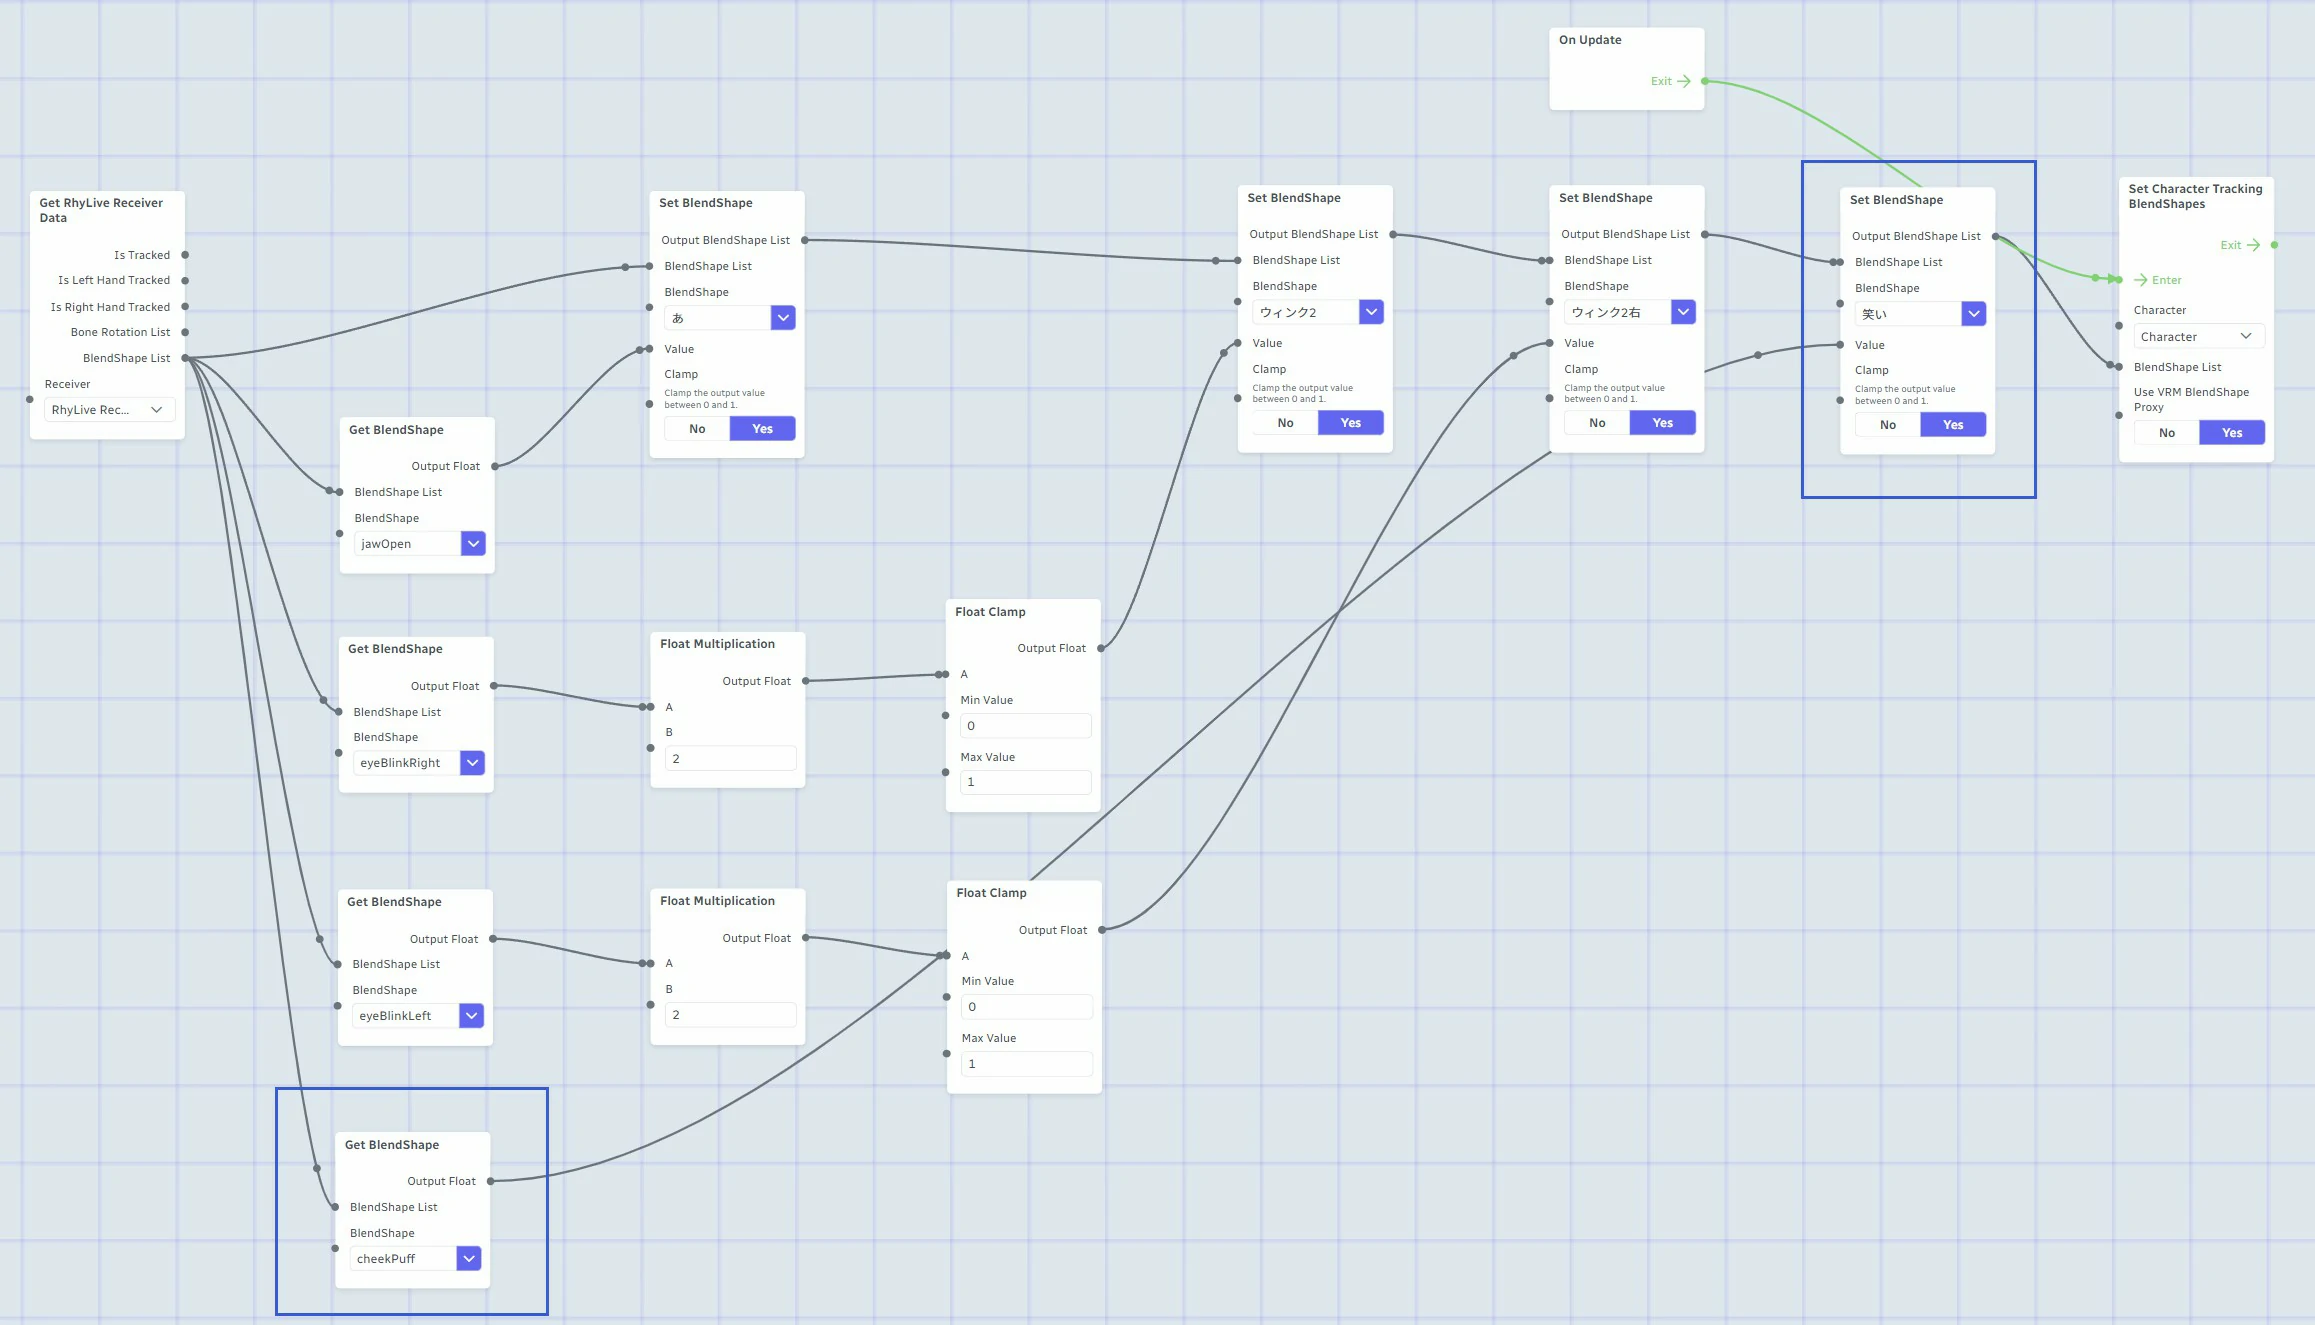 On Update
Exit
Get RhyLive Receiver
Data
Is Tracked
Is Left Hand Tracked
Is Right Hand Tracked
Bone Rotation List
BlendShape List
Receiver
RhyLive Rec...
Set BlendShape
Output BlendShape List
BlendShape List
BlendShape
あ
Value
Clamp
Clamp the output value
between 0 and 1.
No
Yes
Set BlendShape
Output BlendShape List
BlendShape List
BlendShape
ウィンク2
Value
Clamp
Clamp the output value
between 0 and 1.
No
Yes
Set BlendShape
Output BlendShape List
BlendShape List
BlendShape
ウィンク2右
Value
Clamp
Clamp the output value
between 0 and 1.
No
Yes
Set BlendShape
Output BlendShape List
BlendShape List
BlendShape
笑い
Value
Clamp
Clamp the output value
between 0 and 1.
No
Yes
Set Character Tracking
BlendShapes
Exit
Enter
Character
Character
BlendShape List
Use VRM BlendShape
Proxy
No
Yes
Get BlendShape
Output Float
BlendShape List
BlendShape
jawOpen
Get BlendShape
Output Float
BlendShape List
BlendShape
eyeBlinkRight
Float Multiplication
Output Float
A
B
2
Float Clamp
Output Float
A
Min Value
0
Max Value
1
Get BlendShape
Output Float
BlendShape List
BlendShape
eyeBlinkLeft
Float Multiplication
Output Float
A
B
2
Float Clamp
Output Float
A
Min Value
0
Max Value
1
Get BlendShape
Output Float
BlendShape List
BlendShape
cheekPuff